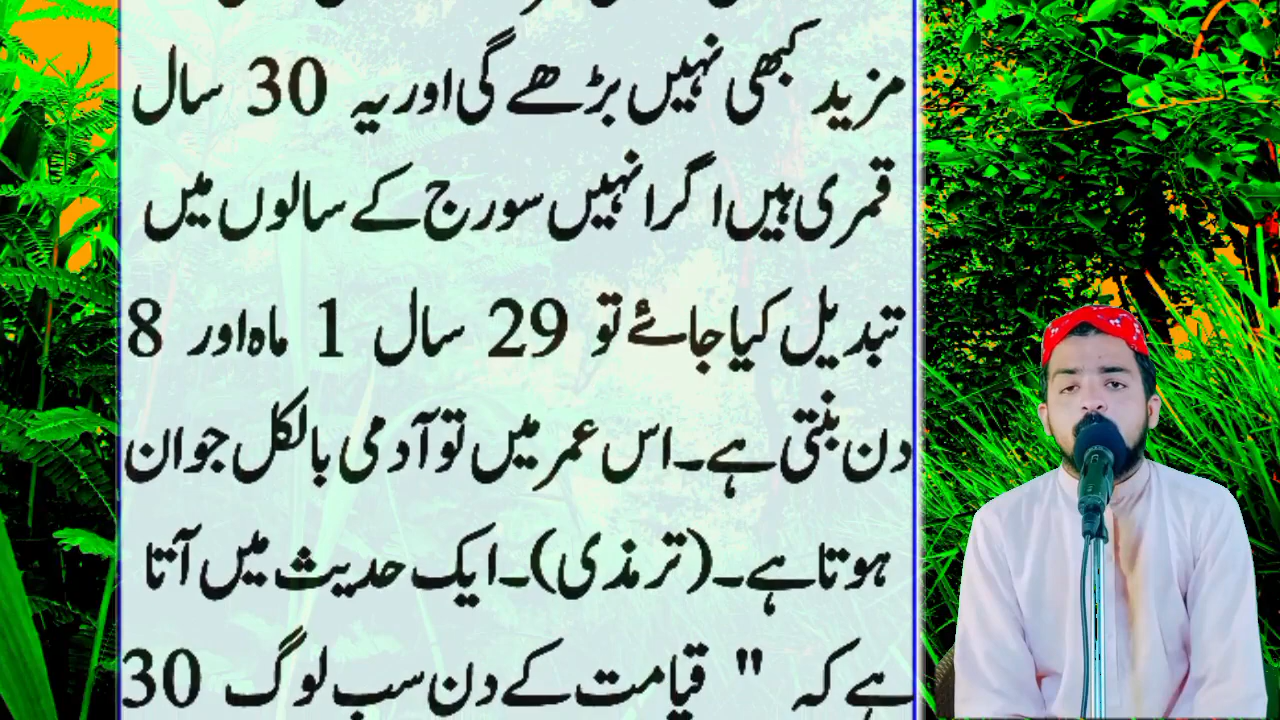 مزید کبھی نہیں بڑھے گی اور یہ 30 سال
قمری ہیں اگر انہیں سورج کے سالوں میں
تبدیل کیا جائے تو 29 سال 1 ماہ اور 8
دن بنتی ہے۔ اس عمر میں تو آدمی بالکل جوان
ہوتا ہے۔ (ترمذی)۔ ایک حدیث میں آتا
ہے کہ " قیامت کے دن سب لوگ 30